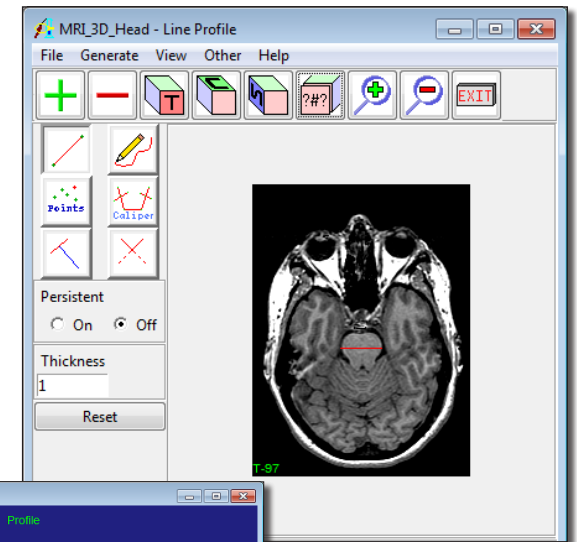 MRI_3D_Head - Line Profile
File Generate View Other Help
T
?#?
EXIT
Points
Caliper
Persistent
On Off
Thickness
1
Reset
T-97
Profile